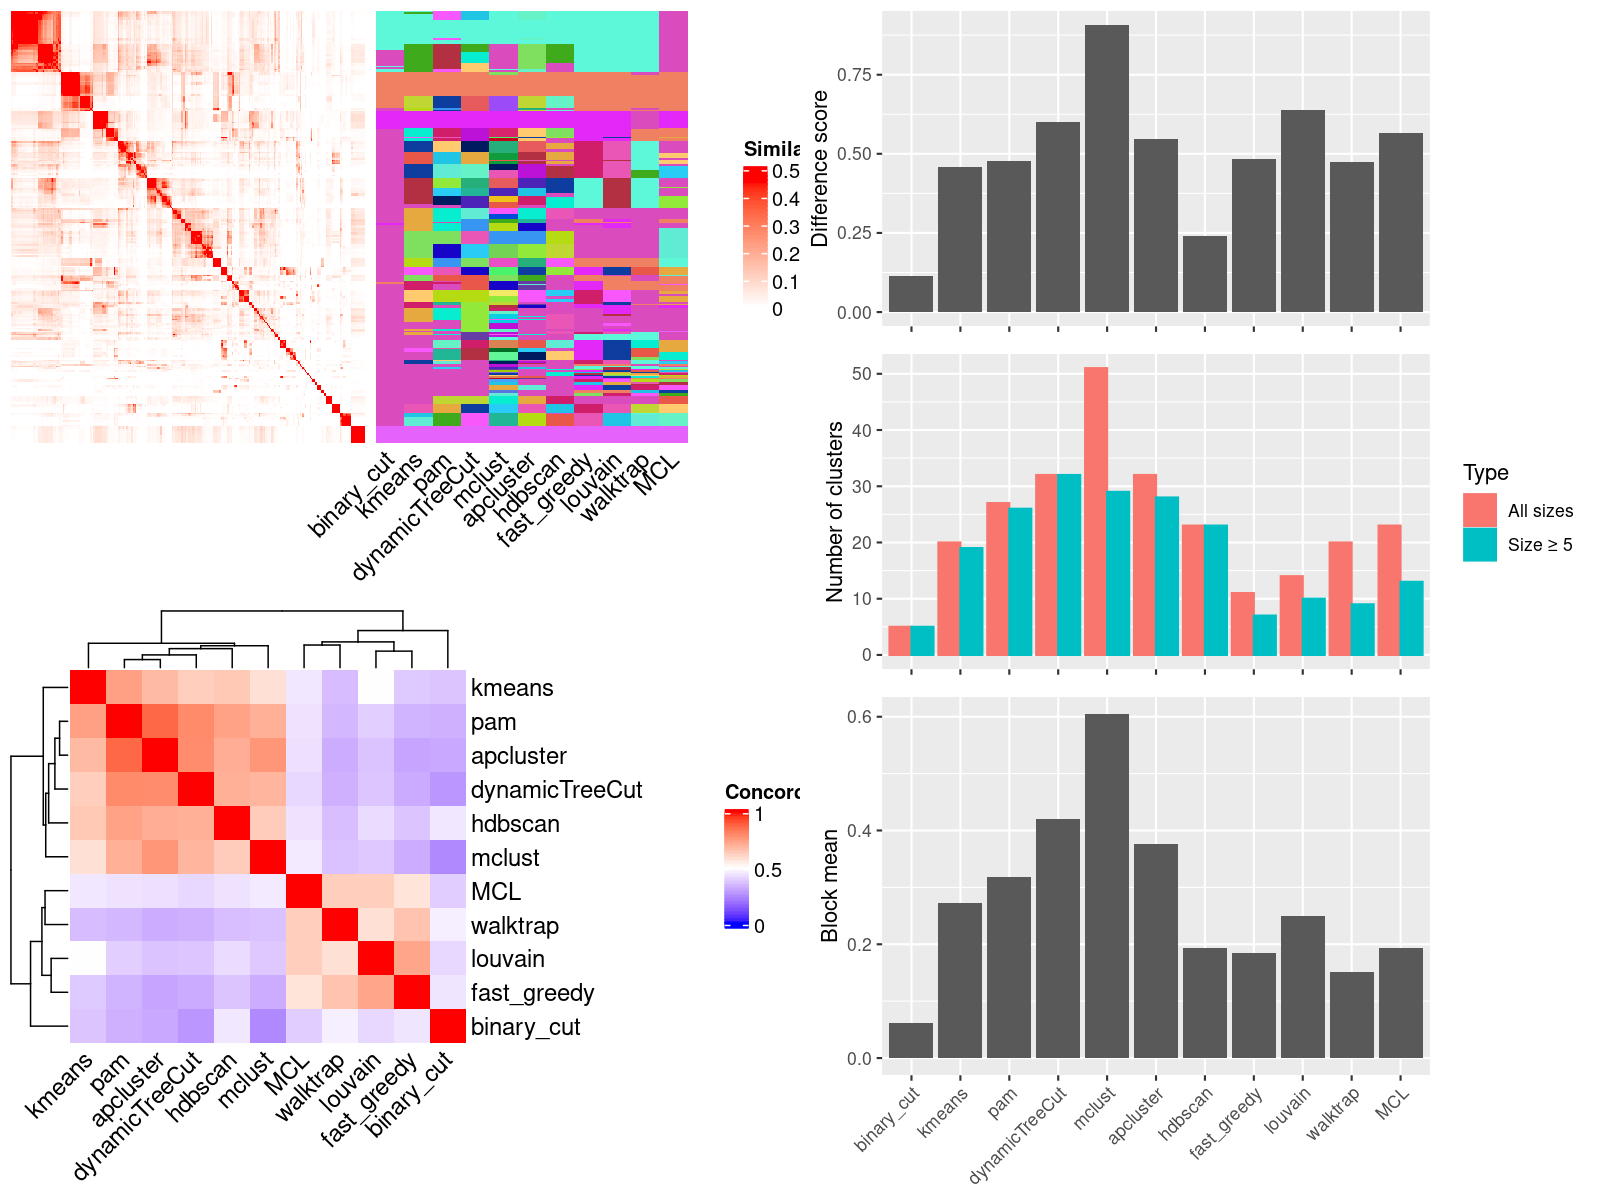 Simila
0.5
0.4
0.3
0.2
0.1
0
binary_cut
kmeans
pam
dynamicTreeCut
mclust
apcluster
hdbscan
fast_greedy
louvain
walktrap
MCL
Difference score
0.75
0.50
0.25
0.00
Number of clusters
50
40
30
20
10
0
Type
All sizes
Size ≥ 5
kmeans
pam
apcluster
dynamicTreeCut
hdbscan
mclust
MCL
walktrap
louvain
fast_greedy
binary_cut
kmeans
pam
apcluster
dynamicTreeCut
hdbscan
mclust
MCL
walktrap
louvain
fast_greedy
binary_cut
Concord
1
0.5
0
Block mean
0.6
0.4
0.2
0.0
binary_cut
kmeans
pam
dynamicTreeCut
mclust
apcluster
hdbscan
fast_greedy
louvain
walktrap
MCL